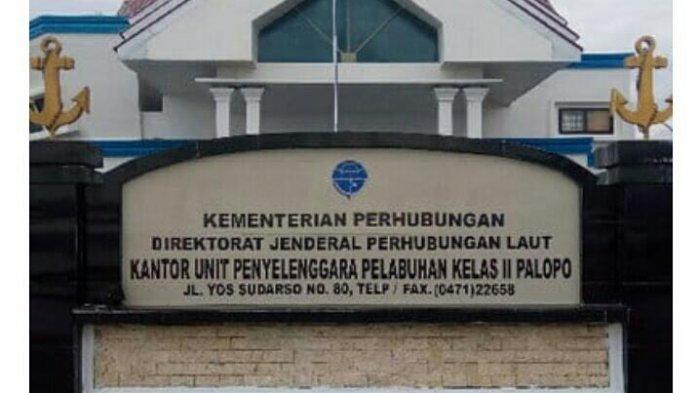 KEMENTERIAN PERHUBUNGAN
DIREKTORAT JENDERAL PERHUBUNGAN LAUT
KANTOR UNIT PENYELENGGARA PELABUHAN KELAS II PALOPO
JL. YOS SUDARSO NO. 80, TELP / FAX.(0471)22658